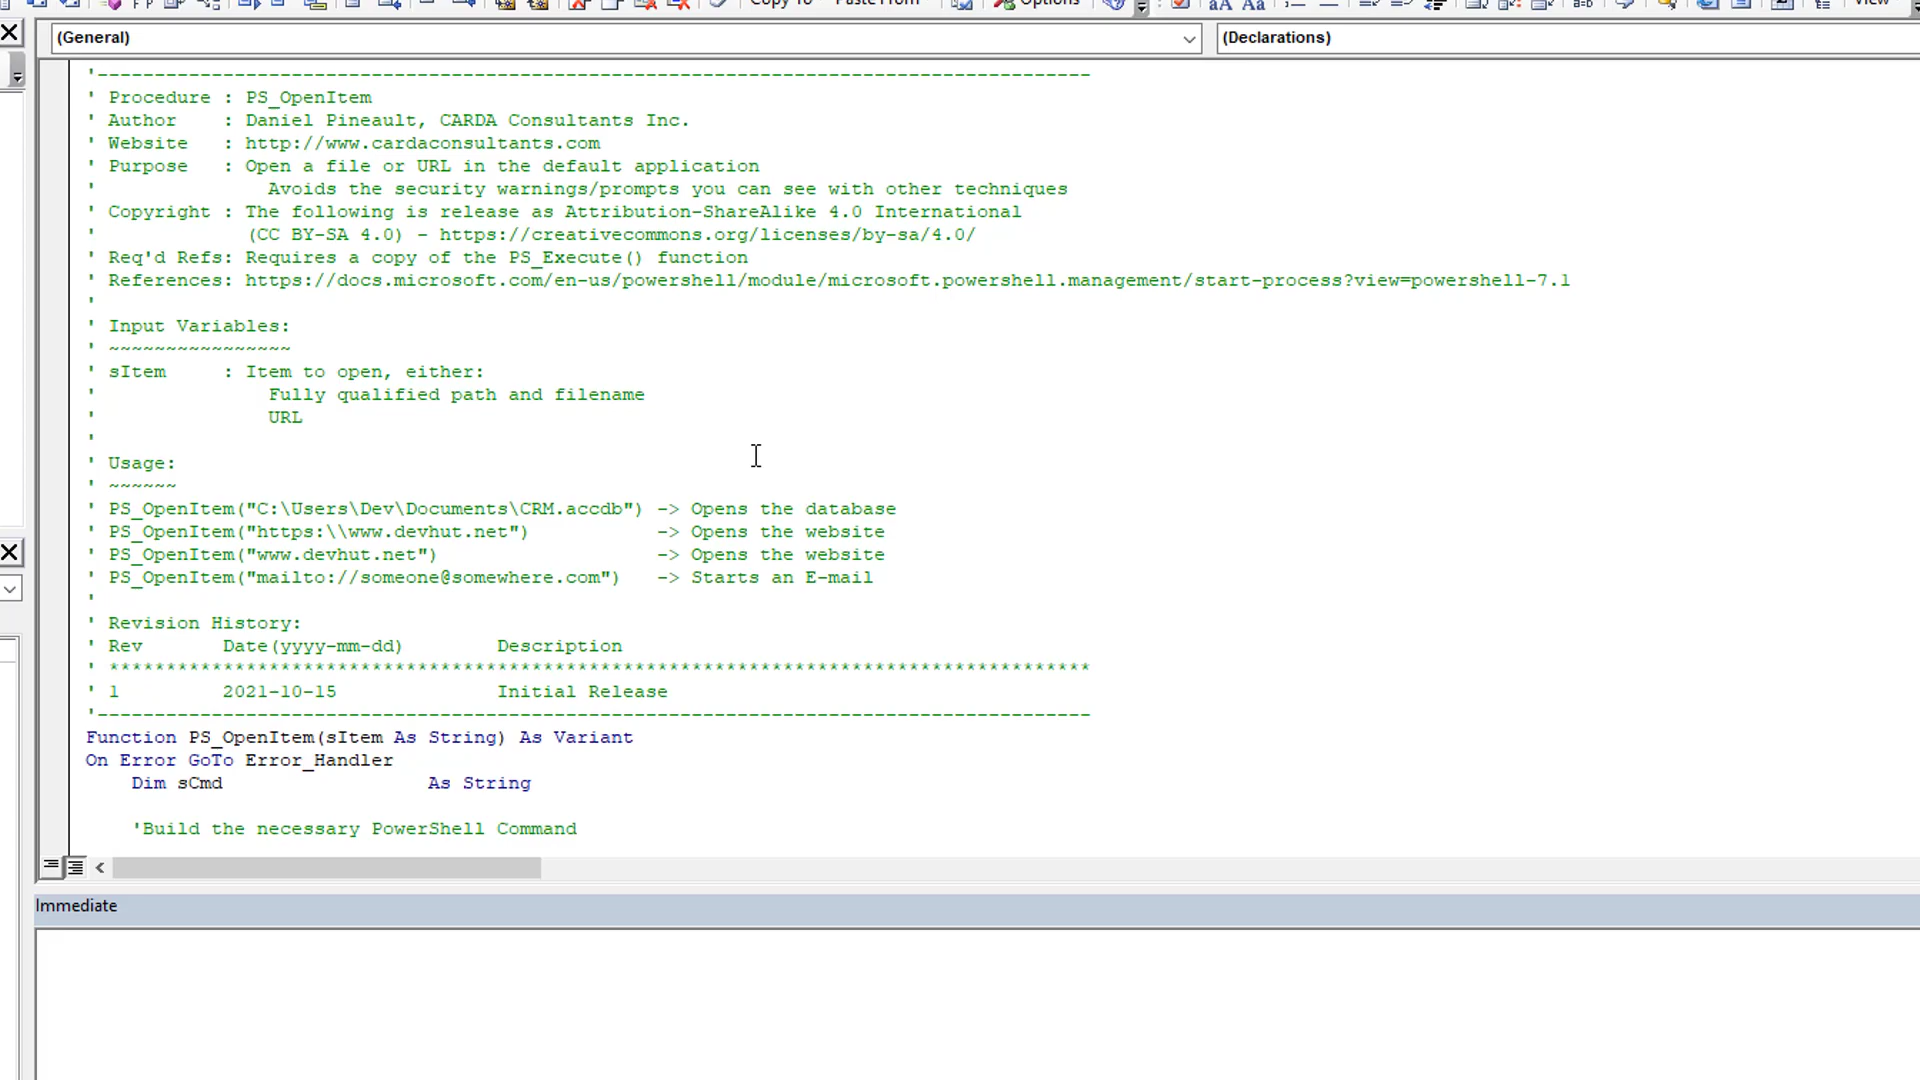 Copy To Paste From Options View
(General) (Declarations)
'---------------------------------------------------------------------------------------
' Procedure : PS_OpenItem
' Author    : Daniel Pineault, CARDA Consultants Inc.
' Website   : http://www.cardaconsultants.com
' Purpose   : Open a file or URL in the default application
'               Avoids the security warnings/prompts you can see with other techniques
' Copyright : The following is release as Attribution-ShareAlike 4.0 International
'             (CC BY-SA 4.0) - https://creativecommons.org/licenses/by-sa/4.0/
' Req'd Refs: Requires a copy of the PS_Execute() function
' References: https://docs.microsoft.com/en-us/powershell/module/microsoft.powershell.management/start-process?view=powershell-7.1
'
' Input Variables:
' ~~~~~~~~~~~~~~~~
' sItem     : Item to open, either:
'               Fully qualified path and filename
'               URL
'
' Usage:
' ~~~~~~
' PS_OpenItem("C:\Users\Dev\Documents\CRM.accdb") -> Opens the database
' PS_OpenItem("https:\\www.devhut.net")           -> Opens the website
' PS_OpenItem("www.devhut.net")                   -> Opens the website
' PS_OpenItem("mailto://someone@somewhere.com")   -> Starts an E-mail
'
' Revision History:
' Rev       Date(yyyy-mm-dd)        Description
' **************************************************************************************
' 1         2021-10-15              Initial Release
'---------------------------------------------------------------------------------------
Function PS_OpenItem(sItem As String) As Variant
On Error GoTo Error_Handler
    Dim sCmd                  As String
    'Build the necessary PowerShell Command
Immediate